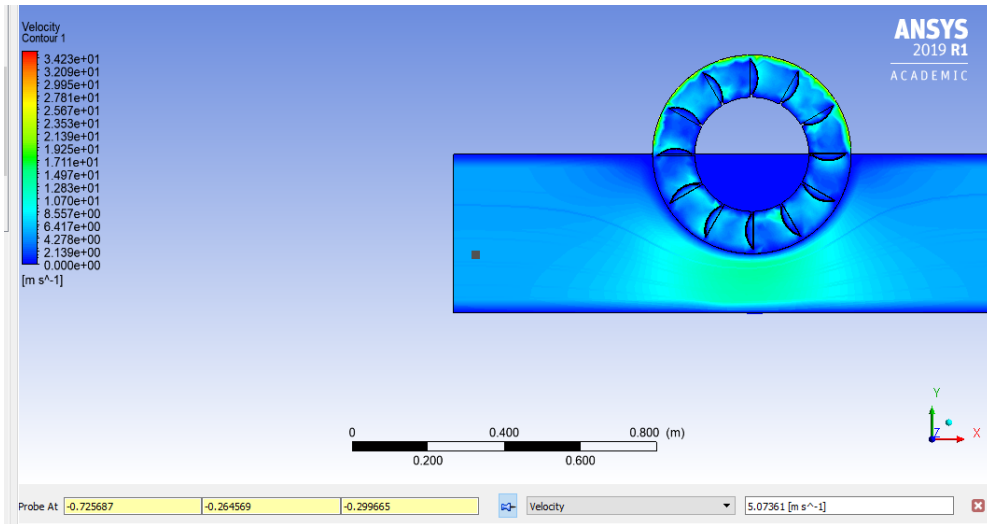 Velocity
Contour 1
3.423e+01
3.209e+01
2.995e+01
2.781e+01
2.567e+01
2.353e+01
2.139e+01
1.925e+01
1.711e+01
1.497e+01
1.283e+01
1.070e+01
8.557e+00
6.417e+00
4.278e+00
2.139e+00
0.000e+00
[m s^-1]
ANSYS
2019 R1
ACADEMIC
0 0.400 0.800 (m)
0.200 0.600
Y
Z X
Probe At -0.725687 -0.264569 -0.299665 Velocity 5.07361 [m s^-1]